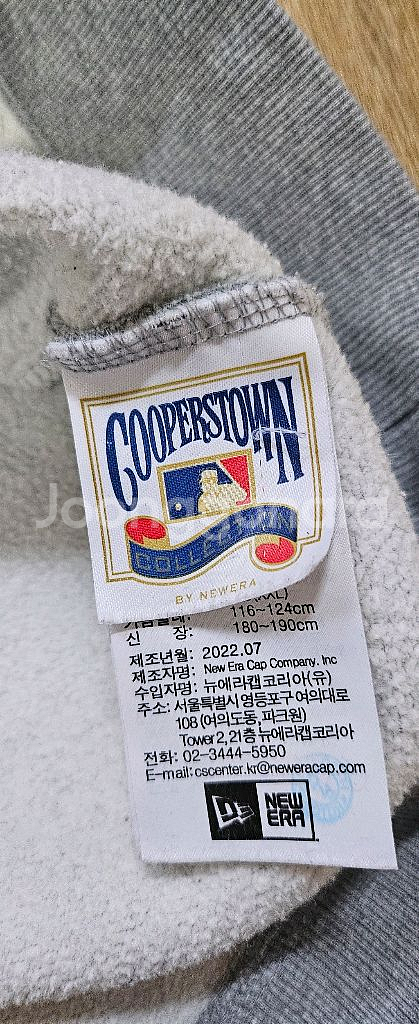 COOPERSTOWN
COLLECTION
BY NEWERA
(XXL)
116~124cm
신 장: 180~190cm
제조년월: 2022.07
제조자명: New Era Cap Company. Inc
수입자명: 뉴에라캡코리아(유)
주소: 서울특별시 영등포구 여의대로
108 (여의도동, 파크원)
Tower 2, 21층 뉴에라캡코리아
전화: 02-3444-5950
E-mail: cscenter.kr@neweracap.com
NEW
ERA